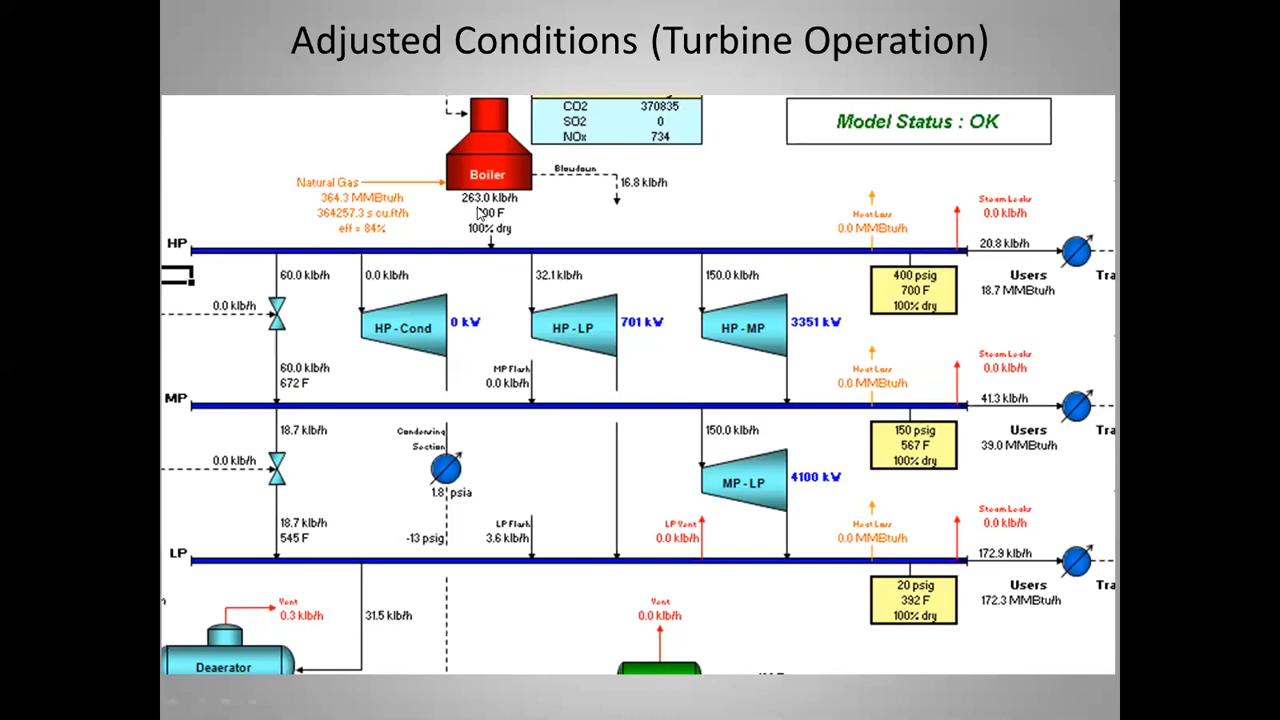 Adjusted Conditions (Turbine Operation)
CO2 370835
SO2 0
NOx 734
Model Status : OK
Boiler
Blowdown
16.8 klb/h
Natural Gas
364.3 MMBtu/h
364257.3 s cu.ft/h
eff = 84%
263.0 klb/h
100% dry
Heat Loss
0.0 MMBtu/h
Steam Leaks
0.0 klb/h
HP
20.8 klb/h
Users
18.7 MMBtu/h
Tra
60.0 klb/h
0.0 klb/h
32.1 klb/h
150.0 klb/h
400 psig
700 F
100% dry
0.0 klb/h
HP - Cond
0 kW
HP - LP
701 kW
HP - MP
3351 kW
60.0 klb/h
672 F
MP Flash
0.0 klb/h
Heat Loss
0.0 MMBtu/h
Steam Leaks
0.0 klb/h
MP
41.3 klb/h
Users
39.0 MMBtu/h
Tra
18.7 klb/h
Condensing
Section
150.0 klb/h
150 psig
567 F
100% dry
0.0 klb/h
1.8 psia
MP - LP
4100 kW
18.7 klb/h
545 F
-13 psig
LP Flash
3.6 klb/h
LP Vent
0.0 klb/h
Heat Loss
0.0 MMBtu/h
Steam Leaks
0.0 klb/h
LP
172.9 klb/h
Users
172.3 MMBtu/h
Tra
20 psig
392 F
100% dry
Vent
0.3 klb/h
31.5 klb/h
Vent
0.0 klb/h
Deaerator